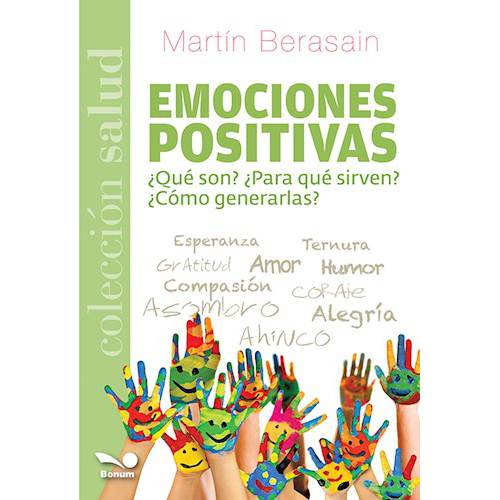 Martín Berasain
EMOCIONES
POSITIVAS
¿Qué son? ¿Para qué sirven?
¿Cómo generarlas?
Esperanza
Ternura
Gratitud
Amor
Humor
Compasión
CORAJE
Asombro
Alegría
AHINCO
colección salud
Bonum